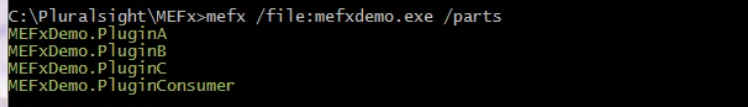 C:\Pluralsight\MEFx>mefx /file:mefxdemo.exe /parts
MEFxDemo.PluginA
MEFxDemo.PluginB
MEFxDemo.PluginC
MEFxDemo.PluginConsumer